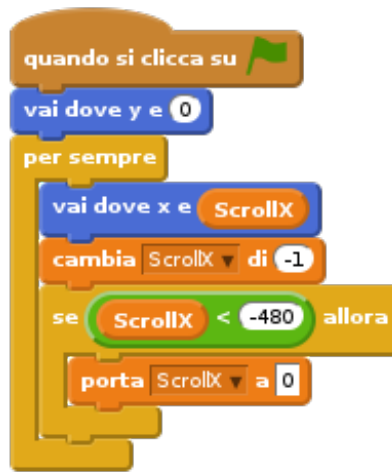 quando si clicca su
vai dove y e 0
per sempre
vai dove x e ScrollX
cambia ScrollX di -1
se ScrollX < -480 allora
porta ScrollX a 0